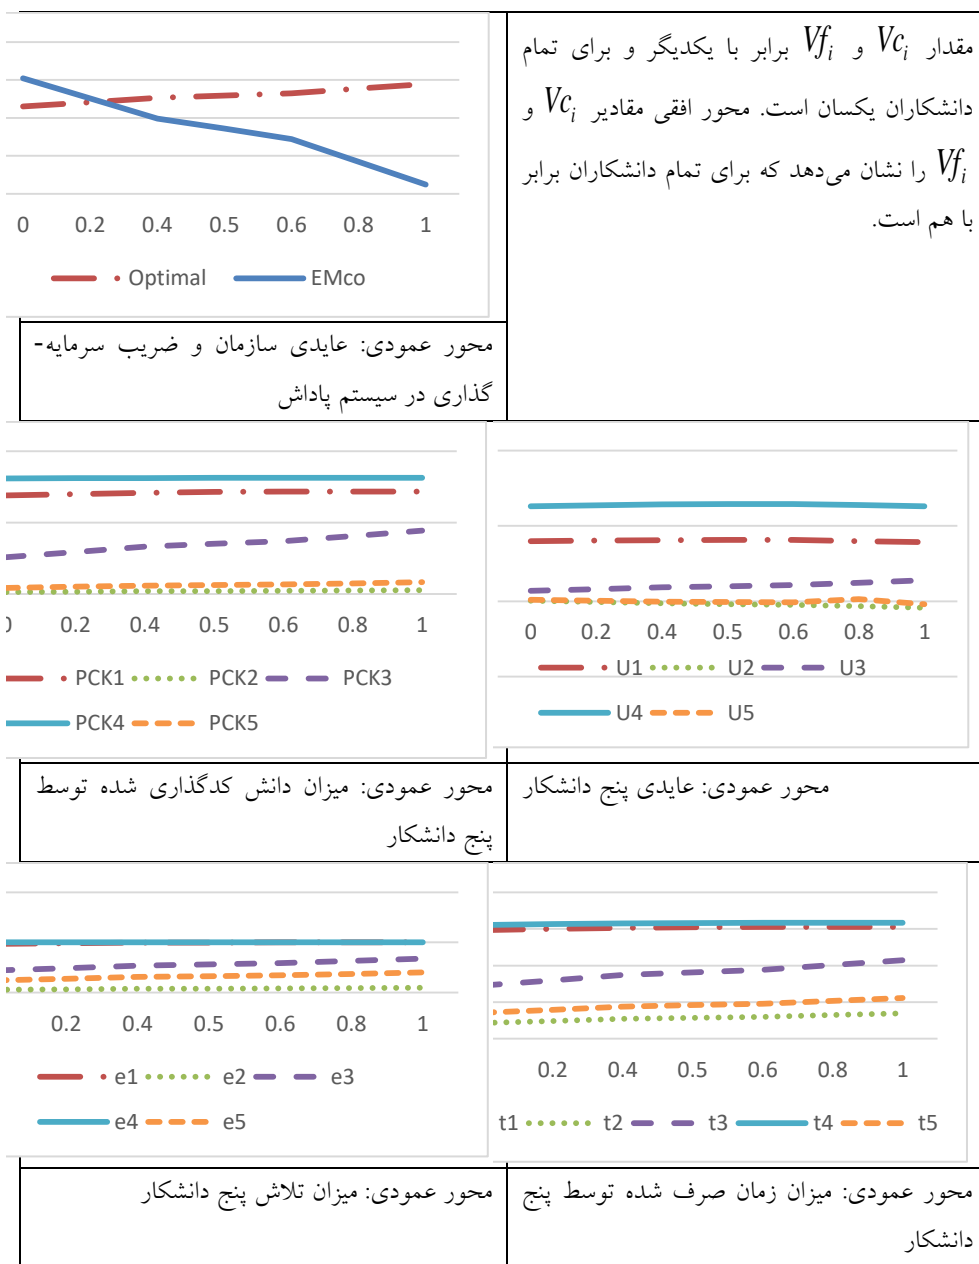 مقدار Vc_i و Vf_i برابر با یکدیگر و برای تمام
دانشکاران یکسان است. محور افقی مقادیر Vc_i و
Vf_i را نشان می‌دهد که برای تمام دانشکاران برابر
با هم است.
0 0.2 0.4 0.5 0.6 0.8 1
Optimal EMco
محور عمودی: عایدی سازمان و ضریب سرمایه-
گذاری در سیستم پاداش
0 0.2 0.4 0.5 0.6 0.8 1
U1 U2 U3
U4 U5
محور عمودی: عایدی پنج دانشکار
0.2 0.4 0.5 0.6 0.8 1
PCK1 PCK2 PCK3
PCK4 PCK5
محور عمودی: میزان دانش کدگذاری شده توسط
پنج دانشکار
0.2 0.4 0.5 0.6 0.8 1
t1 t2 t3 t4 t5
محور عمودی: میزان زمان صرف شده توسط پنج
دانشکار
0.2 0.4 0.5 0.6 0.8 1
e1 e2 e3
e4 e5
محور عمودی: میزان تلاش پنج دانشکار